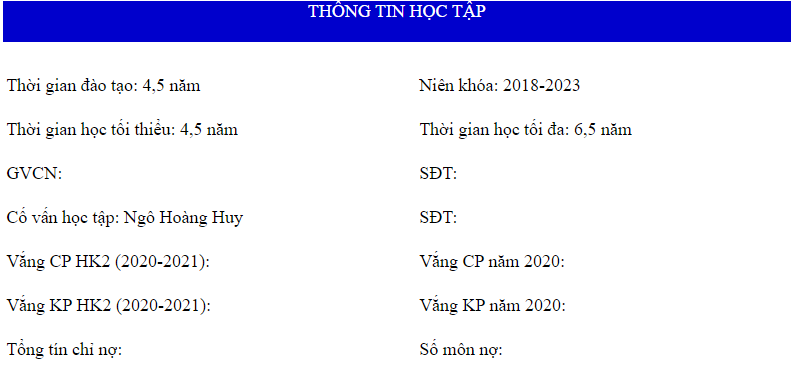 THÔNG TIN HỌC TẬP
Thời gian đào tạo: 4,5 năm Niên khóa: 2018-2023
Thời gian học tối thiểu: 4,5 năm Thời gian học tối đa: 6,5 năm
GVCN: SĐT:
Cố vấn học tập: Ngô Hoàng Huy SĐT:
Vắng CP HK2 (2020-2021): Vắng CP năm 2020:
Vắng KP HK2 (2020-2021): Vắng KP năm 2020:
Tổng tín chỉ nợ: Số môn nợ: